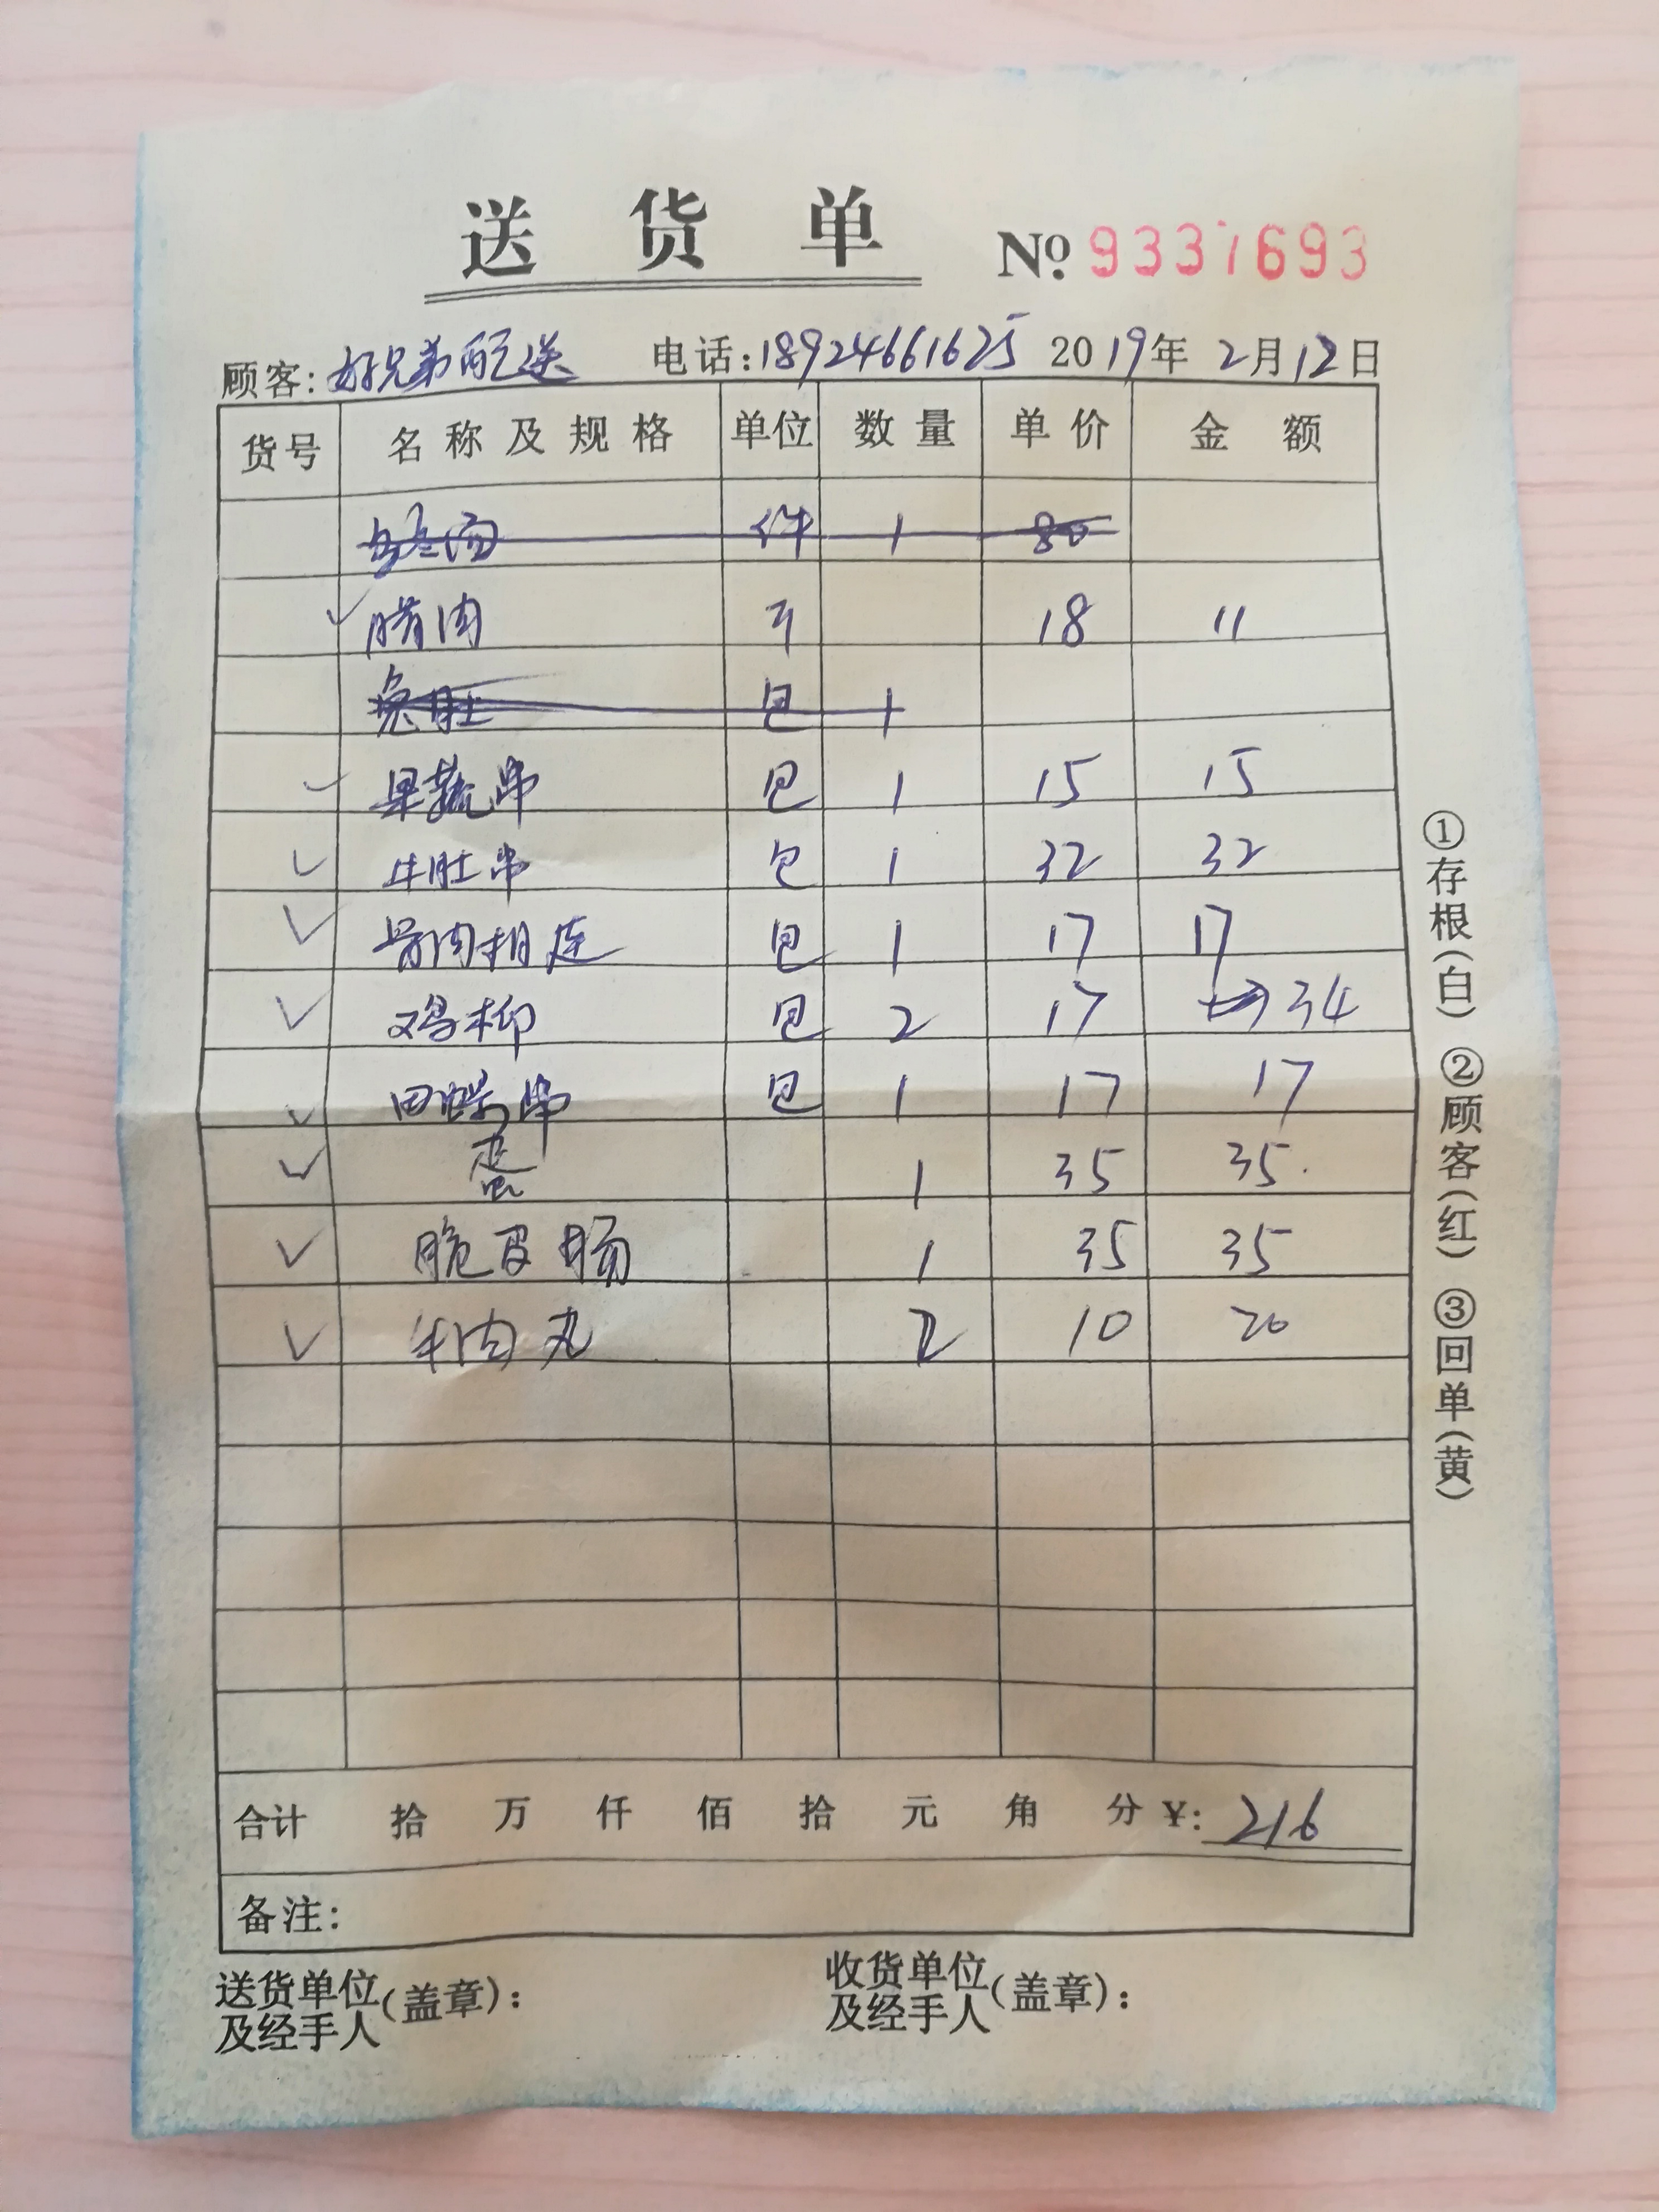 送货单 No 9337693
顾客: 好兄弟配送 电话: 18924661625 2019年 2月12日
货号 名称及规格 单位 数量 单价 金额
件 1 80
腊肉 斤 18 11
包 1
果蔬串 包 1 15 15
牛肚串 包 1 32 32
骨肉相连 包 1 17 17
鸡柳 包 2 17 34
田螺串 包 1 17 17
蛋 1 35 35
脆皮肠 1 35 35
牛肉丸 2 10 20
合计 拾 万 仟 佰 拾 元 角 分 ¥: 216
备注:
送货单位及经手人(盖章): 收货单位及经手人(盖章):
①存根(白) ②顾客(红) ③回单(黄)